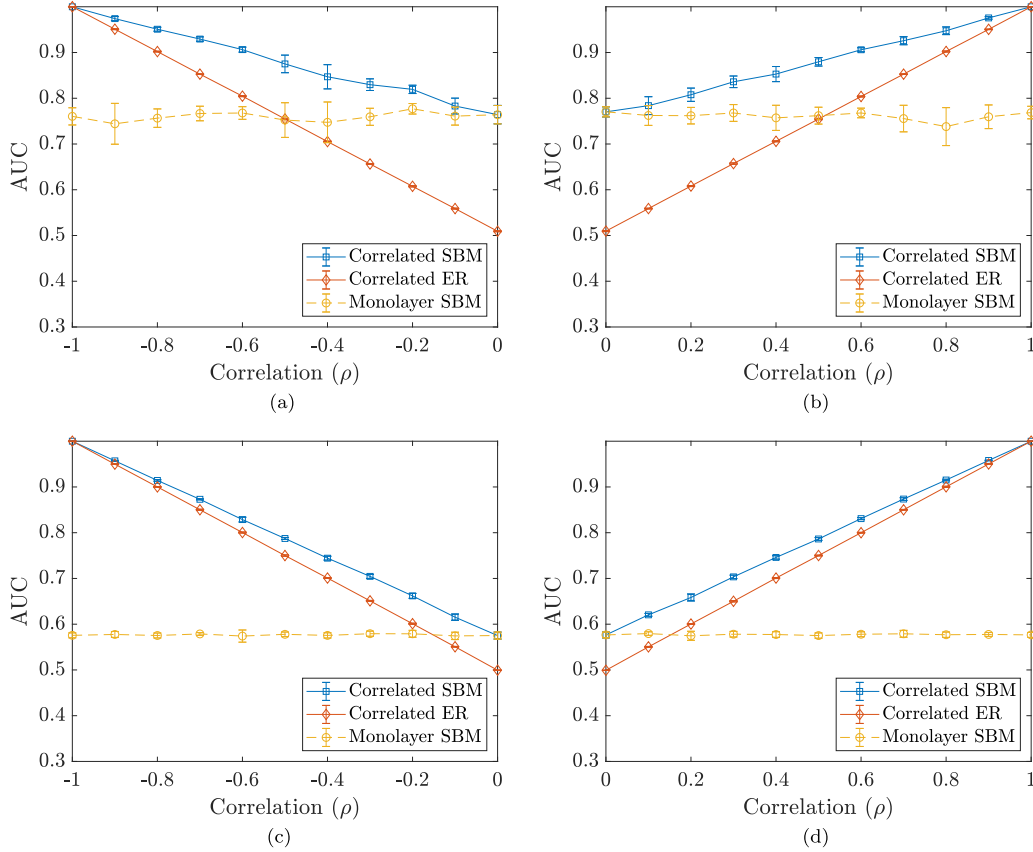 0.9
0.8
0.7
0.6
0.5
0.4
0.3
AUC
-1
-0.8
-0.6
-0.4
-0.2
0
Correlation (ρ)
Correlated SBM
Correlated ER
Monolayer SBM
(a)
0.9
0.8
0.7
0.6
0.5
0.4
0.3
AUC
0
0.2
0.4
0.6
0.8
1
Correlation (ρ)
Correlated SBM
Correlated ER
Monolayer SBM
(b)
0.9
0.8
0.7
0.6
0.5
0.4
0.3
AUC
-1
-0.8
-0.6
-0.4
-0.2
0
Correlation (ρ)
Correlated SBM
Correlated ER
Monolayer SBM
(c)
0.9
0.8
0.7
0.6
0.5
0.4
0.3
AUC
0
0.2
0.4
0.6
0.8
1
Correlation (ρ)
Correlated SBM
Correlated ER
Monolayer SBM
(d)